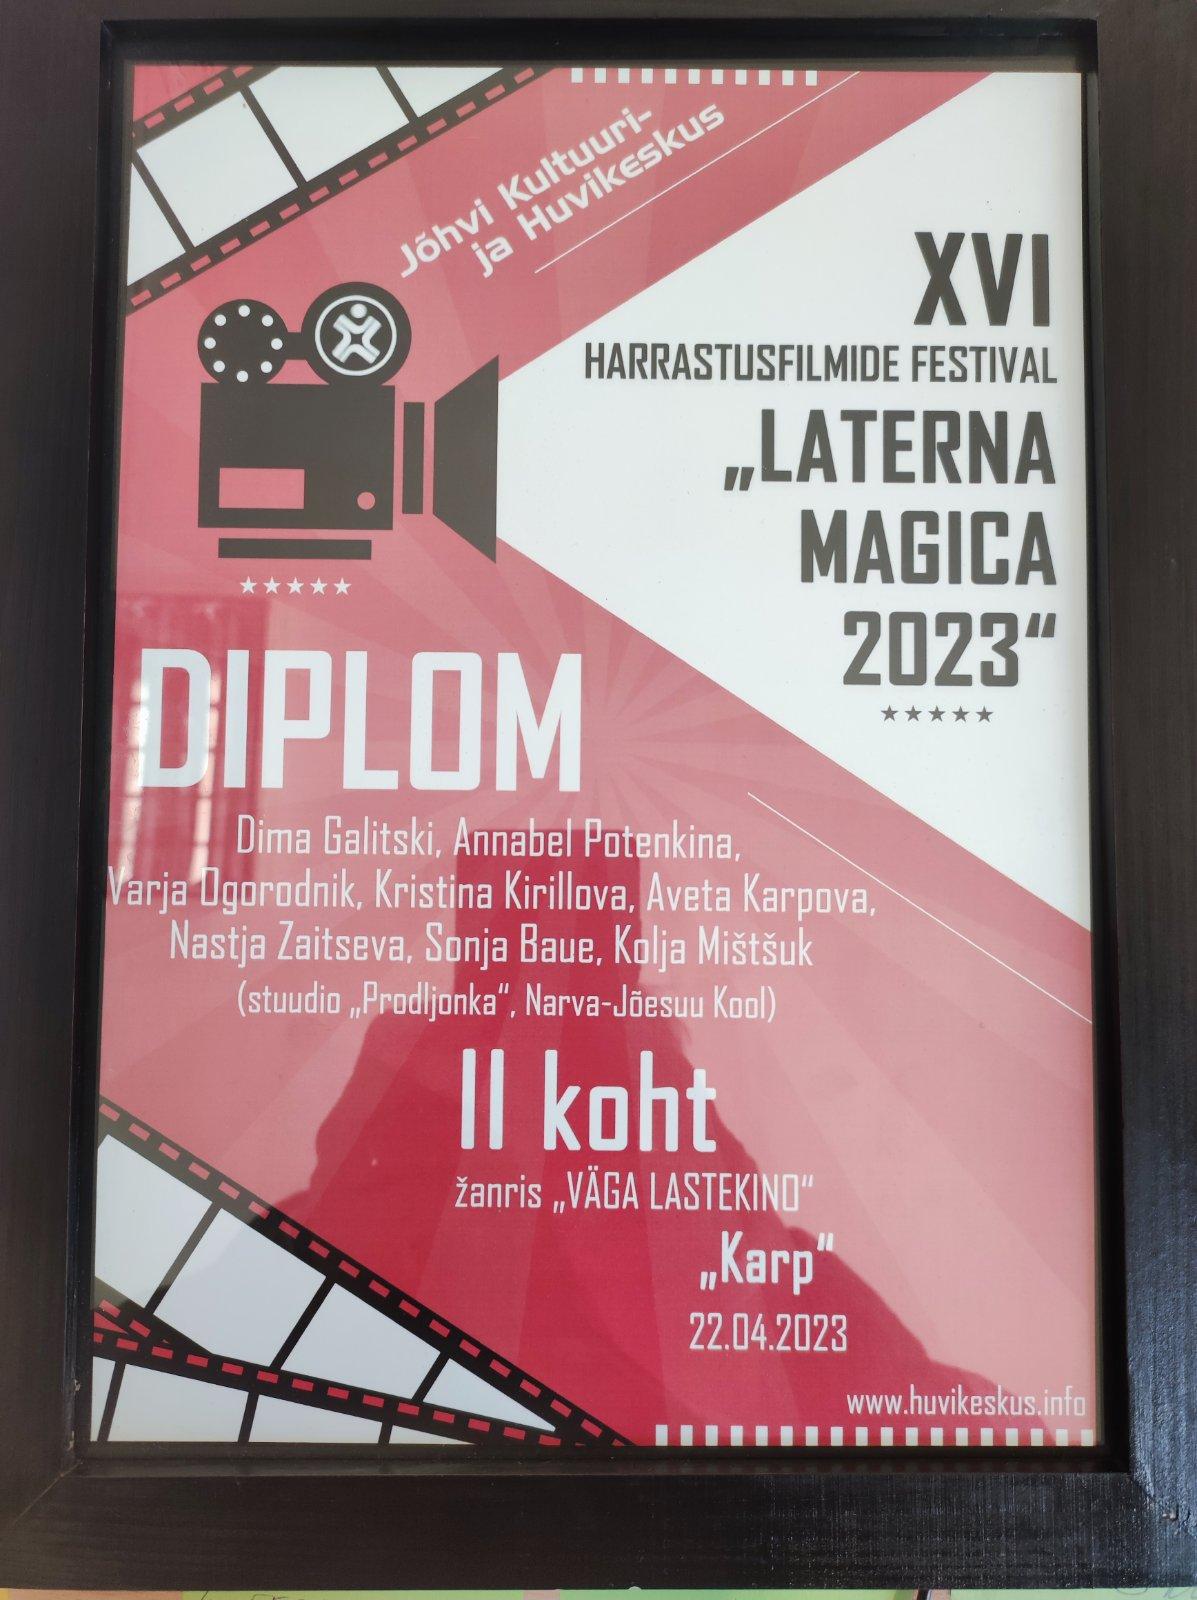 Jõhvi Kultuuri-
ja Huvikeskus
XVI
HARRASTUSFILMIDE FESTIVAL
„LATERNA
MAGICA
2023“
DIPLOM
Dima Galitski, Annabel Potenkina,
Varja Ogorodnik, Kristina Kirillova, Aveta Karpova,
Nastja Zaitseva, Sonja Baue, Kolja Mištšuk
(stuudio „Prodljonka“, Narva-Jõesuu Kool)
II koht
žanris „VÄGA LASTEKINO“
„Karp“
22.04.2023
www.huvikeskus.info